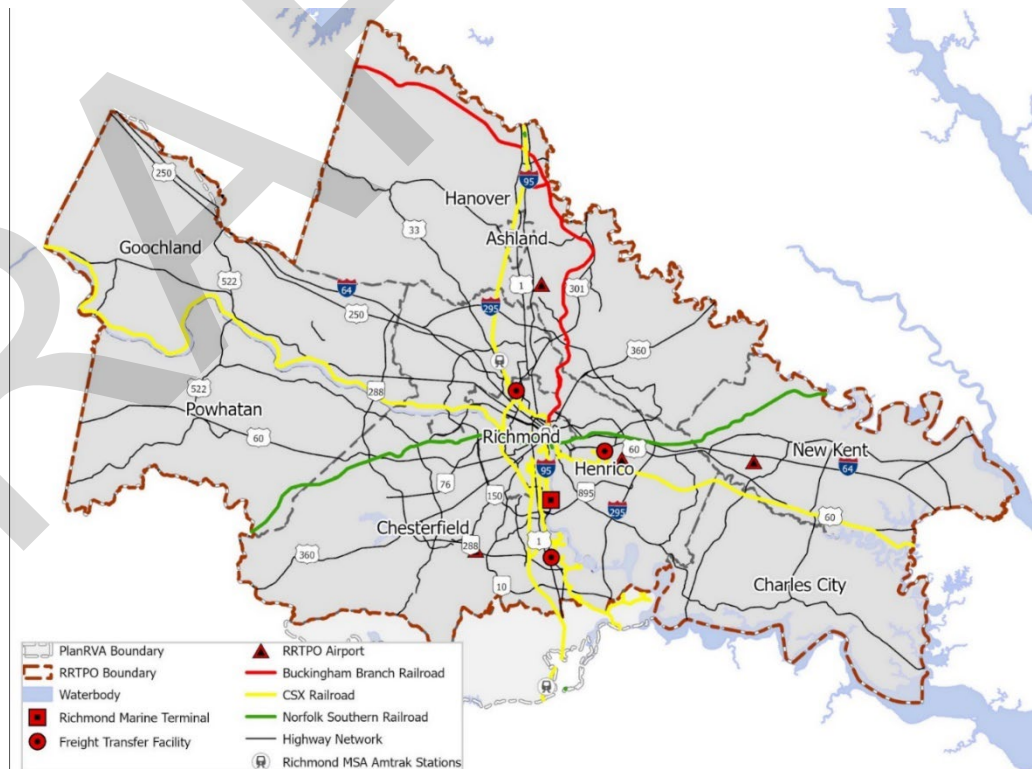 DRAFT
250
95
Hanover
33
Goochland
Ashland
522
64
1
301
295
250
360
522
288
Powhatan
60
Richmond
60
New Kent
95
Henrico
64
76
150
895
295
60
Chesterfield
288
1
360
10
Charles City
PlanRVA Boundary
RRTPO Boundary
Waterbody
Richmond Marine Terminal
Freight Transfer Facility
RRTPO Airport
Buckingham Branch Railroad
CSX Railroad
Norfolk Southern Railroad
Highway Network
Richmond MSA Amtrak Stations